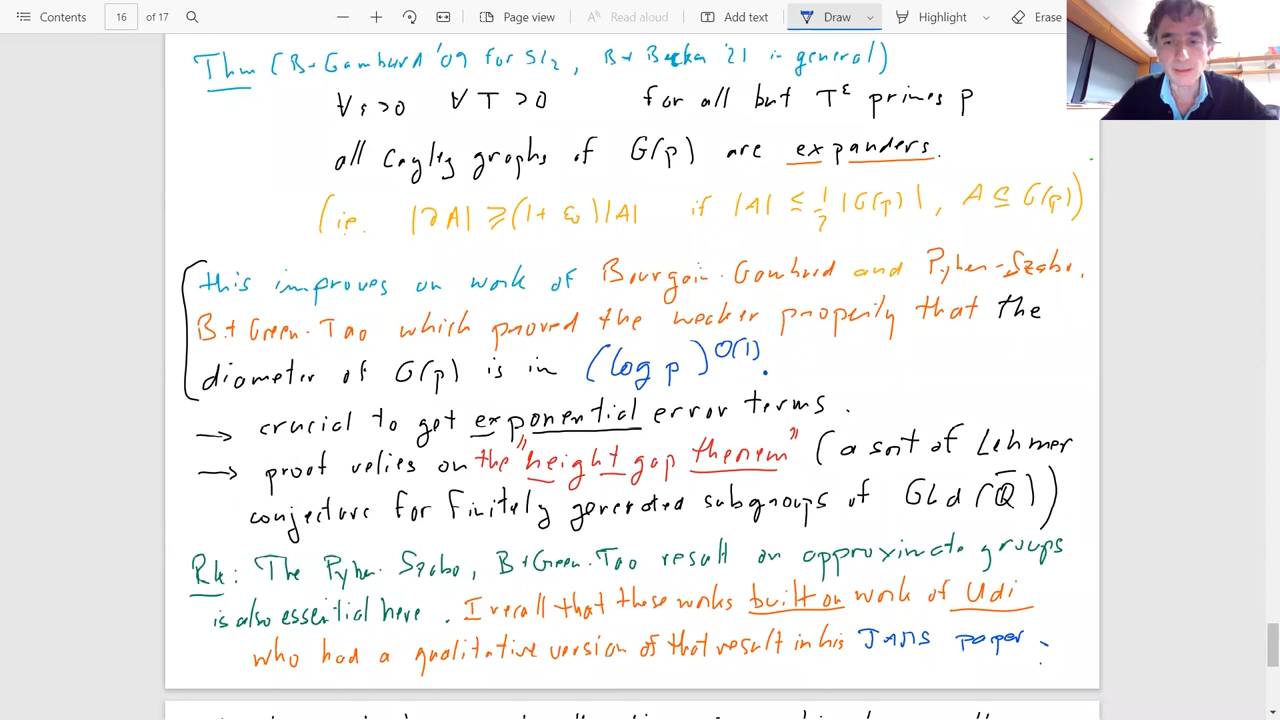 Contents 16 of 17 Page view Read aloud Add text Draw Highlight Erase
Thm (B+Gamburd '09 for Sl2, B+Becker '21 in general)
∀ε>0 ∀T>0 for all but T^ε primes p
all Cayley graphs of G(p) are expanders.
(ie. |∂A| ≥ (1+ε₀)|A| if |A| ≤ 1/2 |G(p)|, A ⊆ G(p))
this improves on work of Bourgain-Gamburd and Pyber-Szabo,
B+Green-Tao which proved the weaker property that the
diameter of G(p) is in (log p)^O(1).
→ crucial to get exponential error terms.
→ proof relies on the "height gap theorem" (a sort of Lehmer
conjecture for finitely generated subgroups of GLd(Q̄))
Rk: The Pyber-Szabo, B+Green-Tao result on approximate groups
is also essential here. I recall that these works built on work of Udi
who had a qualitative version of that result in his JAMS paper.